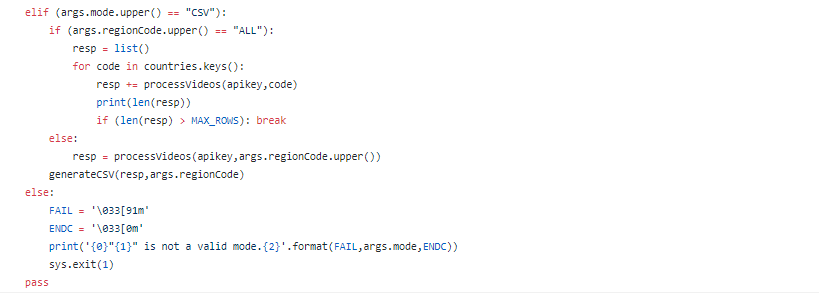 elif (args.mode.upper() == "CSV"):
    if (args.regionCode.upper() == "ALL"):
        resp = list()
        for code in countries.keys():
            resp += processVideos(apikey,code)
            print(len(resp))
            if (len(resp) > MAX_ROWS): break
    else:
        resp = processVideos(apikey,args.regionCode.upper())
    generateCSV(resp,args.regionCode)
else:
    FAIL = '\033[91m'
    ENDC = '\033[0m'
    print('{0}"{1}" is not a valid mode.{2}'.format(FAIL,args.mode,ENDC))
    sys.exit(1)
pass